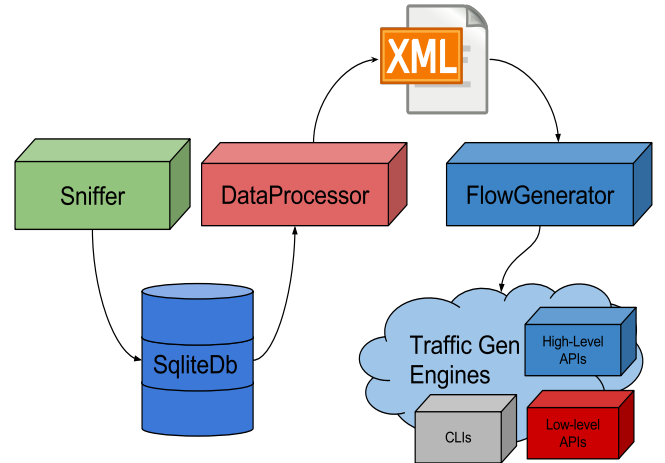 XML
Sniffer
DataProcessor
FlowGenerator
SqliteDb
Traffic Gen
Engines
High-Level
APIs
CLIs
Low-level
APIs